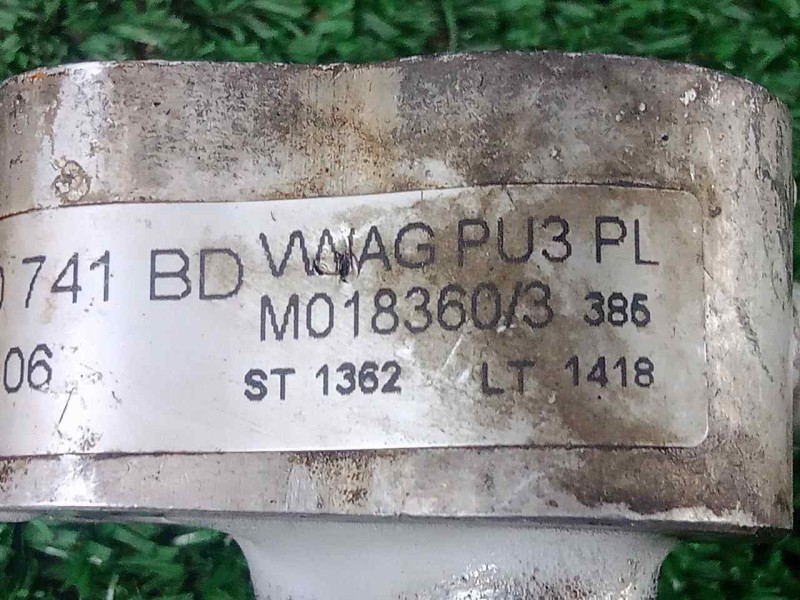 741 BD VWAG PU3 PL
M018360/3 385
06 ST 1362 LT 1418